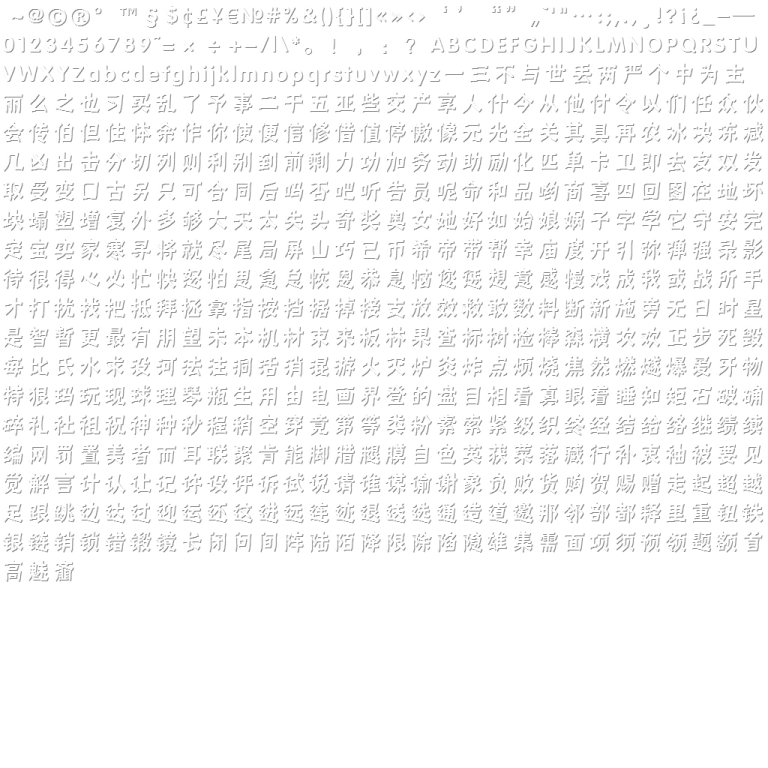 ~@©®° ™§$¢£¥€№#%&(){}[]«»‹› ‘’ “” „˜'"…:;,.,¸!?¡¿_–—
0123456789¯=× ÷+−/|\*。 ！ ， ： ？ ABCDEFGHIJKLMNOPQRSTU
VWXYZabcdefghijklmnopqrstuvwxyz一三不与世丢两严个中为主
丽么之也习买乱了予事二于五亚些交产享人什今从他付令以们任众伙
会传伯但住体余作你使便信修借值停傲像元光全关其具再农冰决冻减
几凶出击分切列则利别到前剩力功加务动助励化匹单卡卫即去友双发
取受变口古另只可合同后吗否吧听告员呢命和品哟商喜四回图在地坏
块塌塑增复外多够大天太失头奇奖奥女她好如始娘娲子字学它守安完
定宝实家寒寻将就尽尾局屏山巧已币希帝带帮幸庙度开引弥弹强录影
待很得心必忙快怒怕思急总恢恩恭息恼您惩想意感慢戏成我或战所手
才打扰找把抵拜拯拿指按挡据掉接支放效救敢数料断新施旁无日时星
是智暂更最有朋望未本机材束来板林果查标树检棒森横次欢正步死毁
每比氏水求没河法注洞活消混游火灭炉炎炸点烦烧焦然燃爆爱牙物
特狠玛玩现球理琴瓶生用由电画界登的盘目相看真眼着睡知矩石破确
碎礼社祖祝神种秒程稍空穿竟第等类粉素索紧级织终经结给络继绩续
编网罚置美者而耳联聚肯能脚腊腿膜自色英获菜落藏行补衷袖被要见
觉解言计认让记许设评诉试说请谁谋谕谢象负败货购贺赐赠走起超越
足跟跳边达过迎运还这进远连迹退送选通造道邀那邻部都释里重钮铁
银链销锁错锻镜长闭问间阵陆陌降限除陷隐雄集需面项须预领题额首
高魅